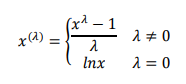 x^(λ) = { (x^λ − 1)/λ   λ ≠ 0
lnx   λ = 0